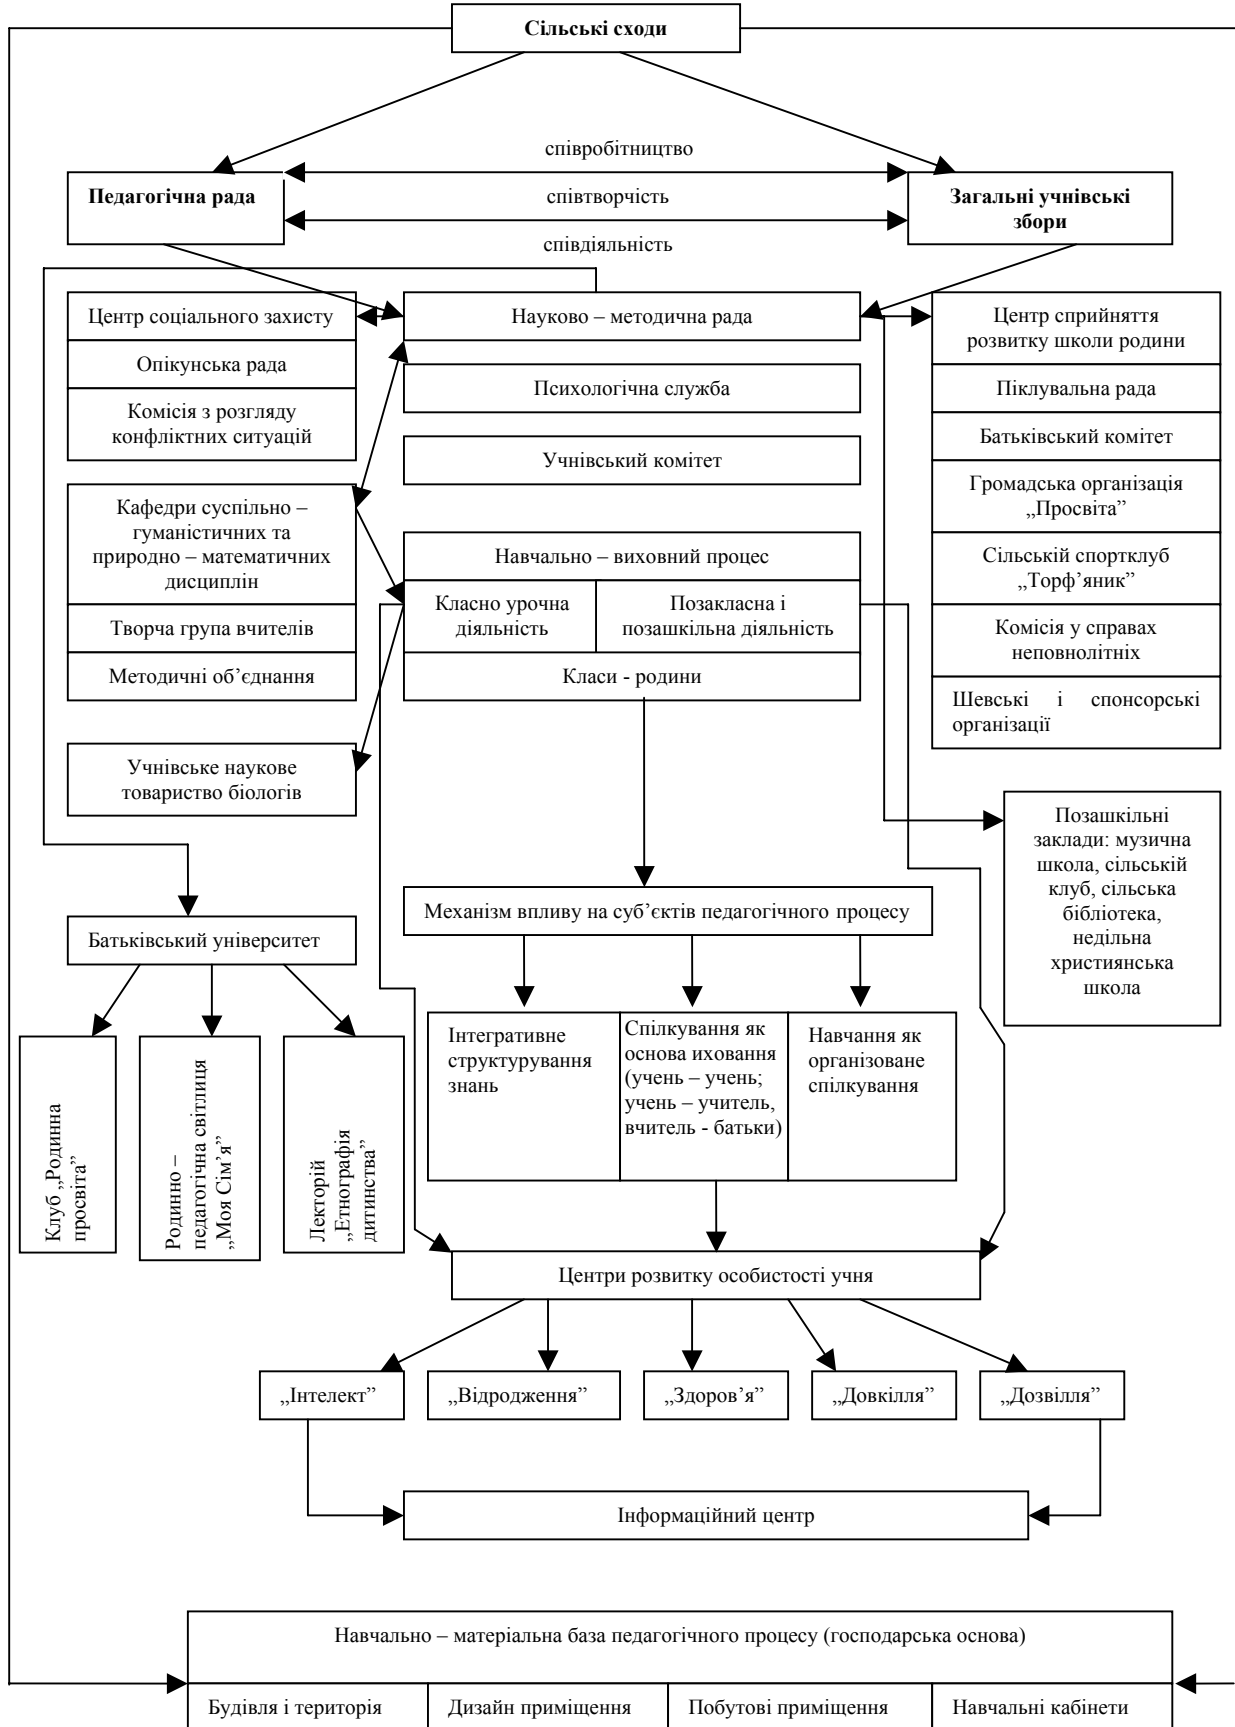 Сільські сходи
співробітництво
Педагогічна рада
співтворчість
Загальні учнівські
збори
співдіяльність
Центр соціального захисту
Опікунська рада
Комісія з розгляду
конфліктних ситуацій
Науково – методична рада
Психологічна служба
Учнівський комітет
Центр сприйняття
розвитку школи родини
Піклувальна рада
Батьківський комітет
Громадська організація
„Просвіта”
Сільській спортклуб
„Торф’яник”
Комісія у справах
неповнолітніх
Шевські і спонсорські
організації
Кафедри суспільно –
гуманістичних та
природно – математичних
дисциплін
Творча група вчителів
Методичні об’єднання
Навчально – виховний процес
Класно урочна
діяльність
Позакласна і
позашкільна діяльність
Класи - родини
Учнівське наукове
товариство біологів
Позашкільні
заклади: музична
школа, сільській
клуб, сільська
бібліотека,
недільна
християнська
школа
Батьківський університет
Механізм впливу на суб’єктів педагогічного процесу
Клуб „Родинна
просвіта”
Родинно –
педагогічна світлиця
„Моя Сім’я”
Лекторій
„Етнографія
дитинства”
Інтегративне
структурування
знань
Спілкування як
основа иховання
(учень – учень;
учень – учитель,
вчитель - батьки)
Навчання як
організоване
спілкування
Центри розвитку особистості учня
„Інтелект”
„Відродження”
„Здоров’я”
„Довкілля”
„Дозвілля”
Інформаційний центр
Навчально – матеріальна база педагогічного процесу (господарська основа)
Будівля і територія
Дизайн приміщення
Побутові приміщення
Навчальні кабінети